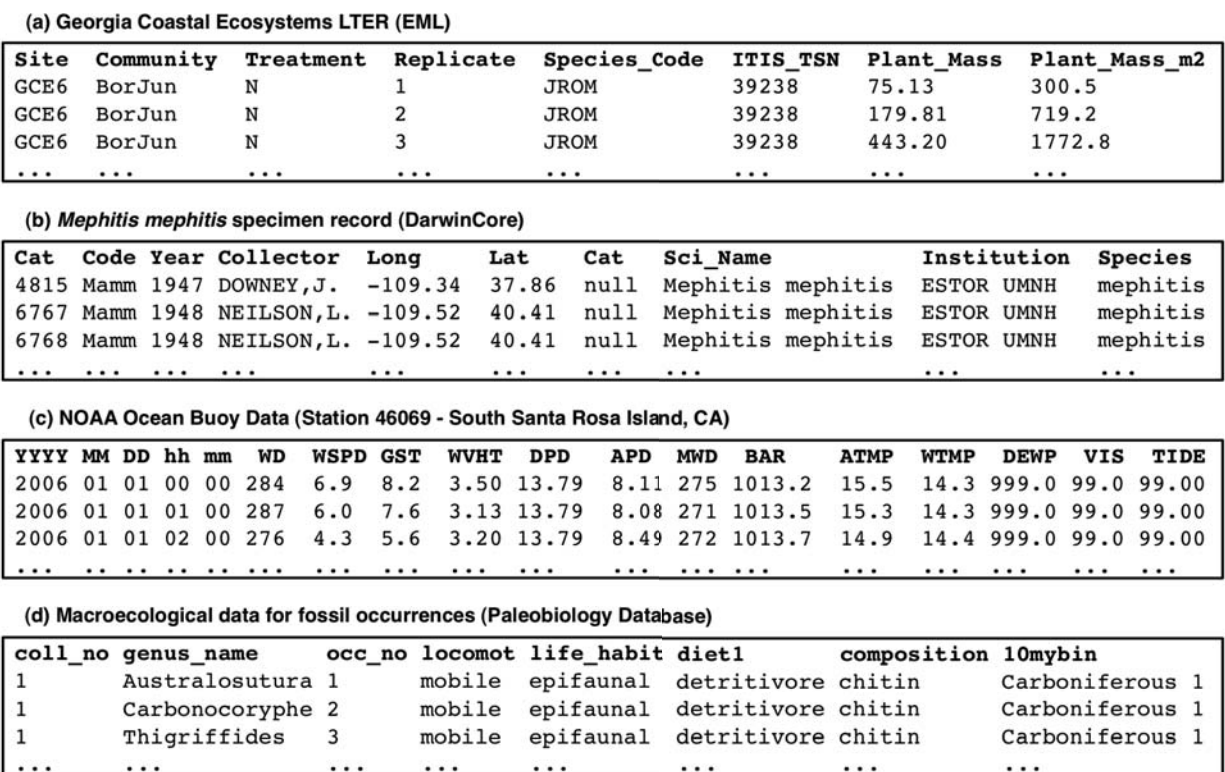 (a) Georgia Coastal Ecosystems LTER (EML)
Site Community Treatment Replicate Species_Code ITIS_TSN Plant_Mass Plant_Mass_m2
GCE6 BorJun N 1 JROM 39238 75.13 300.5
GCE6 BorJun N 2 JROM 39238 179.81 719.2
GCE6 BorJun N 3 JROM 39238 443.20 1772.8
... ... ... ... ... ... ... ...
(b) Mephitis mephitis specimen record (DarwinCore)
Cat Code Year Collector Long Lat Cat Sci_Name Institution Species
4815 Mamm 1947 DOWNEY,J. -109.34 37.86 null Mephitis mephitis ESTOR UMNH mephitis
6767 Mamm 1948 NEILSON,L. -109.52 40.41 null Mephitis mephitis ESTOR UMNH mephitis
6768 Mamm 1948 NEILSON,L. -109.52 40.41 null Mephitis mephitis ESTOR UMNH mephitis
... ... ... ... ... ... ... ... ... ...
(c) NOAA Ocean Buoy Data (Station 46069 - South Santa Rosa Island, CA)
YYYY MM DD hh mm WD WSPD GST WVHT DPD APD MWD BAR ATMP WTMP DEWP VIS TIDE
2006 01 01 00 00 284 6.9 8.2 3.50 13.79 8.11 275 1013.2 15.5 14.3 999.0 99.0 99.00
2006 01 01 01 00 287 6.0 7.6 3.13 13.79 8.08 271 1013.5 15.3 14.3 999.0 99.0 99.00
2006 01 01 02 00 276 4.3 5.6 3.20 13.79 8.49 272 1013.7 14.9 14.4 999.0 99.0 99.00
... .. .. .. .. ... ... ... ... ... ... ... ... ... ... ... ... ...
(d) Macroecological data for fossil occurrences (Paleobiology Database)
coll_no genus_name occ_no locomot life_habit diet1 composition 10mybin
1 Australosutura 1 mobile epifaunal detritivore chitin Carboniferous 1
1 Carbonocoryphe 2 mobile epifaunal detritivore chitin Carboniferous 1
1 Thigriffides 3 mobile epifaunal detritivore chitin Carboniferous 1
... ... ... ... ... ... ... ...